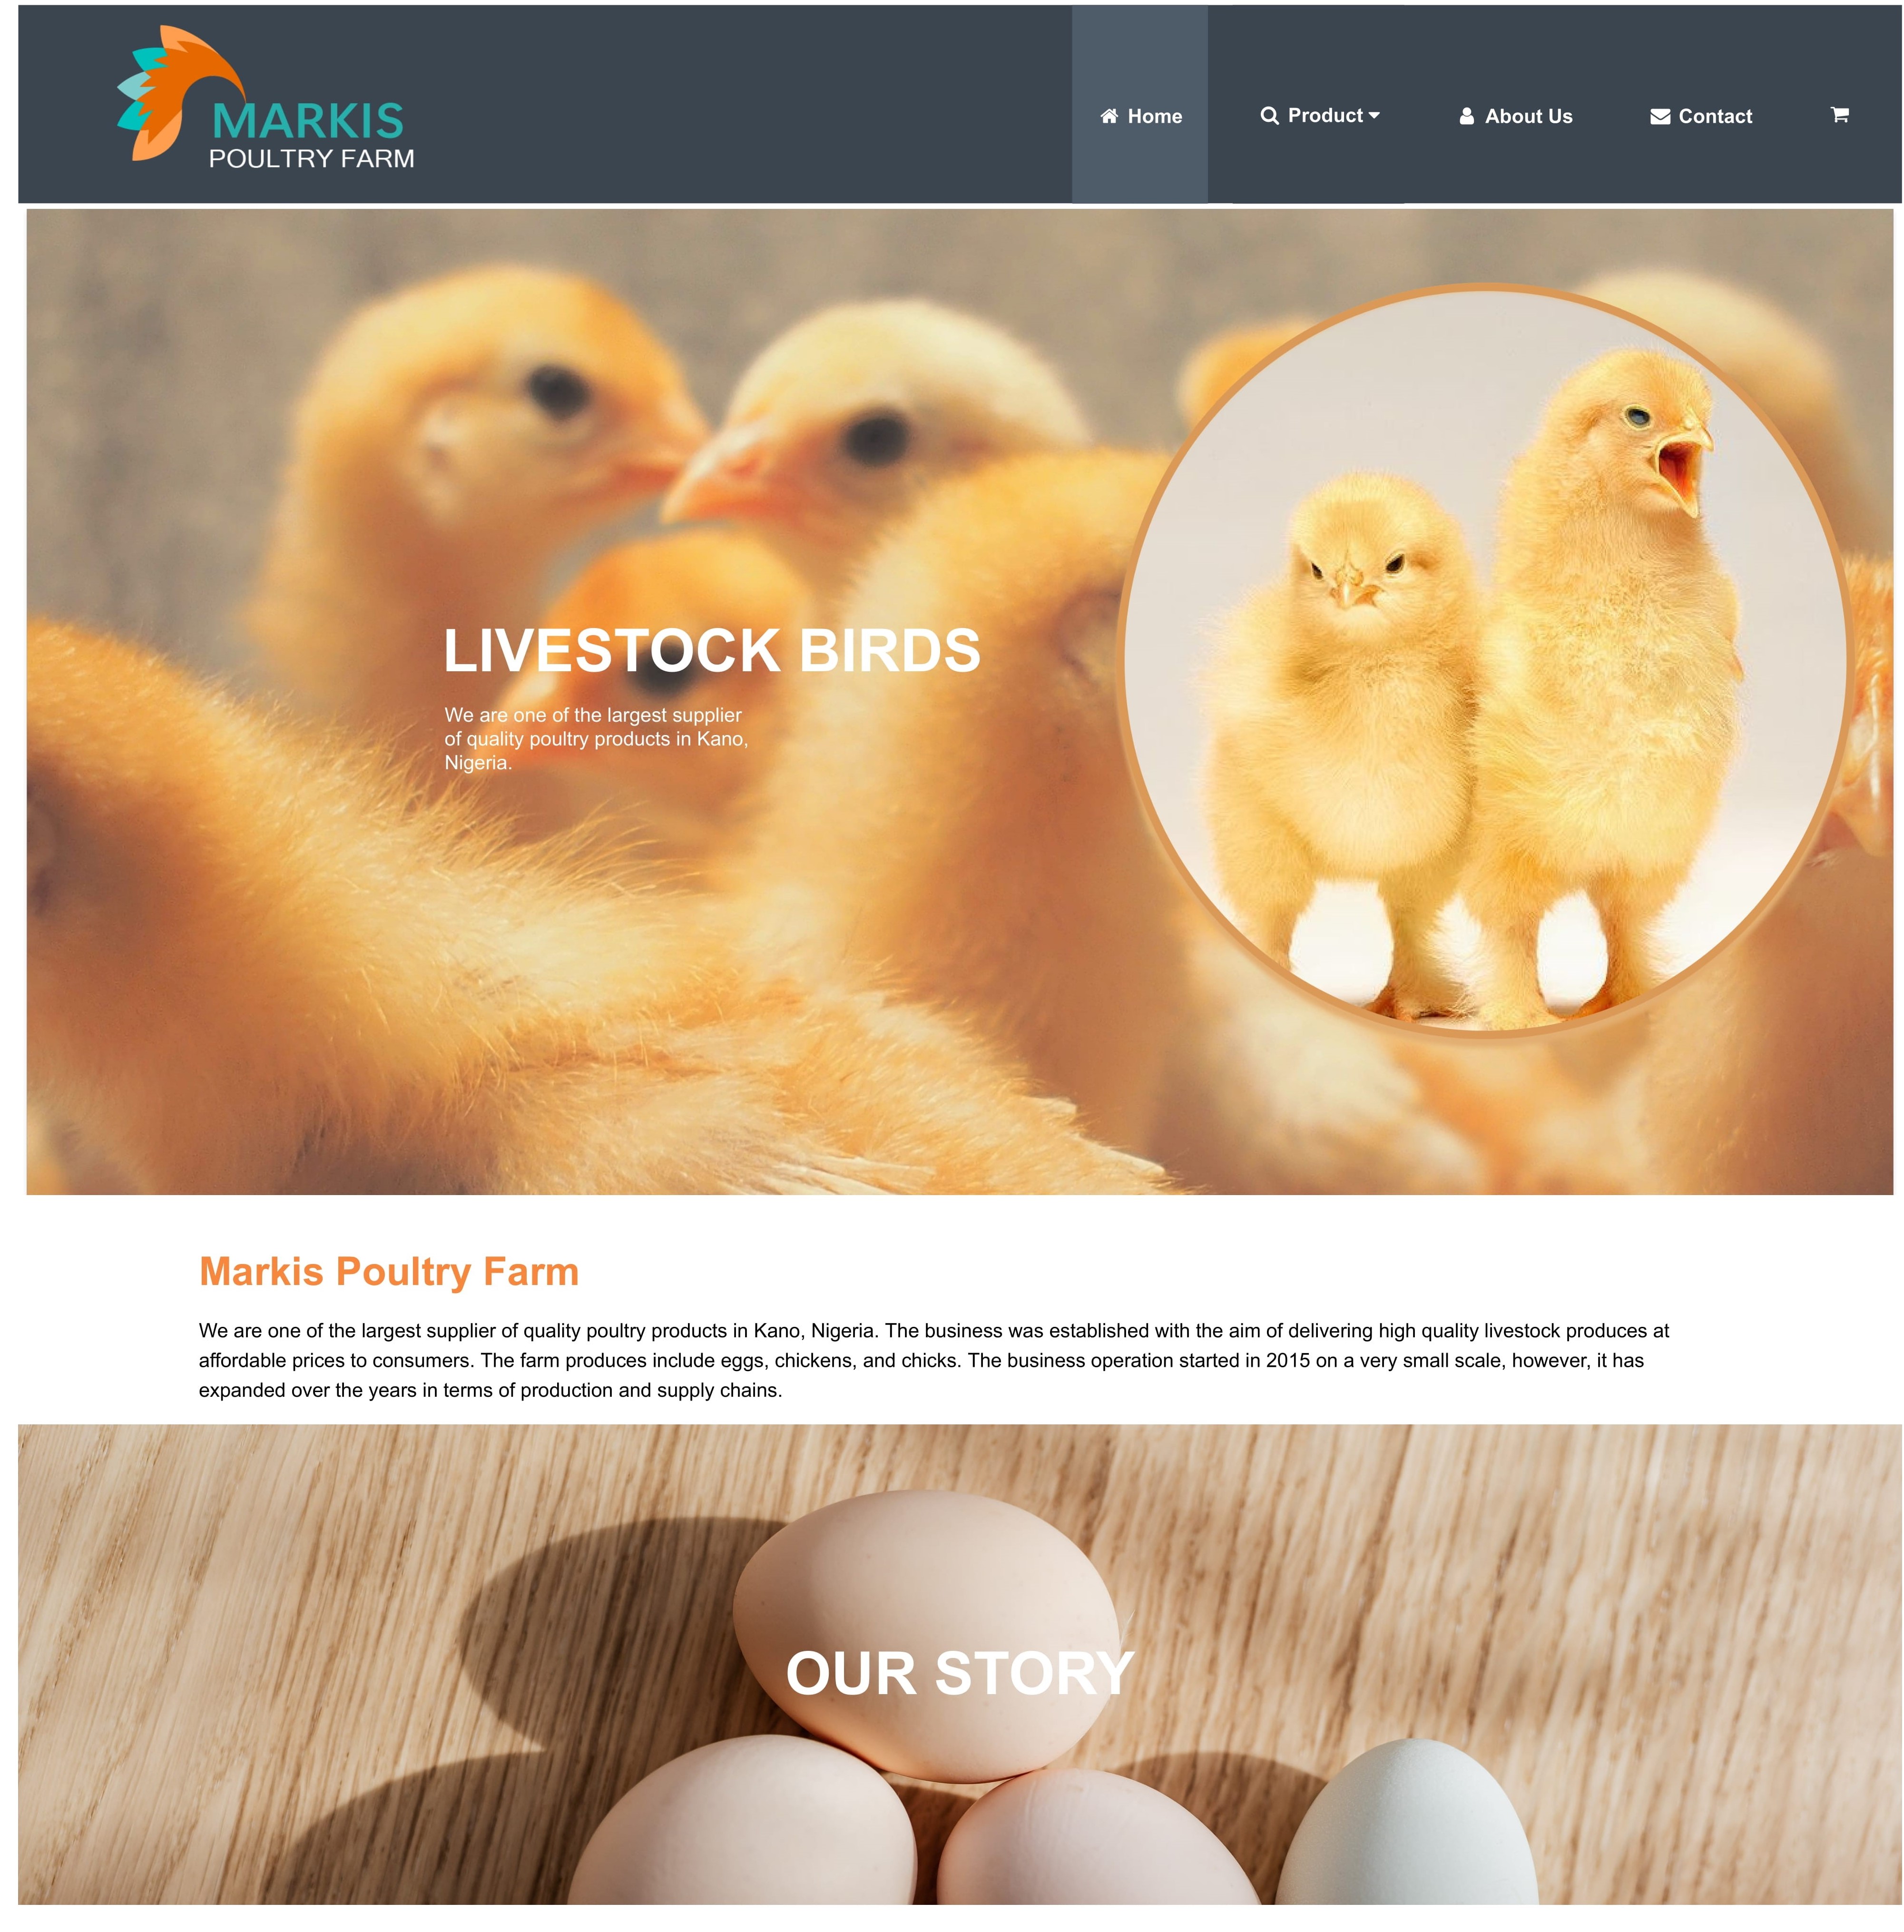 MARKIS
POULTRY FARM
Home
Product
About Us
Contact
LIVESTOCK BIRDS
We are one of the largest supplier
of quality poultry products in Kano,
Nigeria.
Markis Poultry Farm
We are one of the largest supplier of quality poultry products in Kano, Nigeria. The business was established with the aim of delivering high quality livestock produces at
affordable prices to consumers. The farm produces include eggs, chickens, and chicks. The business operation started in 2015 on a very small scale, however, it has
expanded over the years in terms of production and supply chains.
OUR STORY